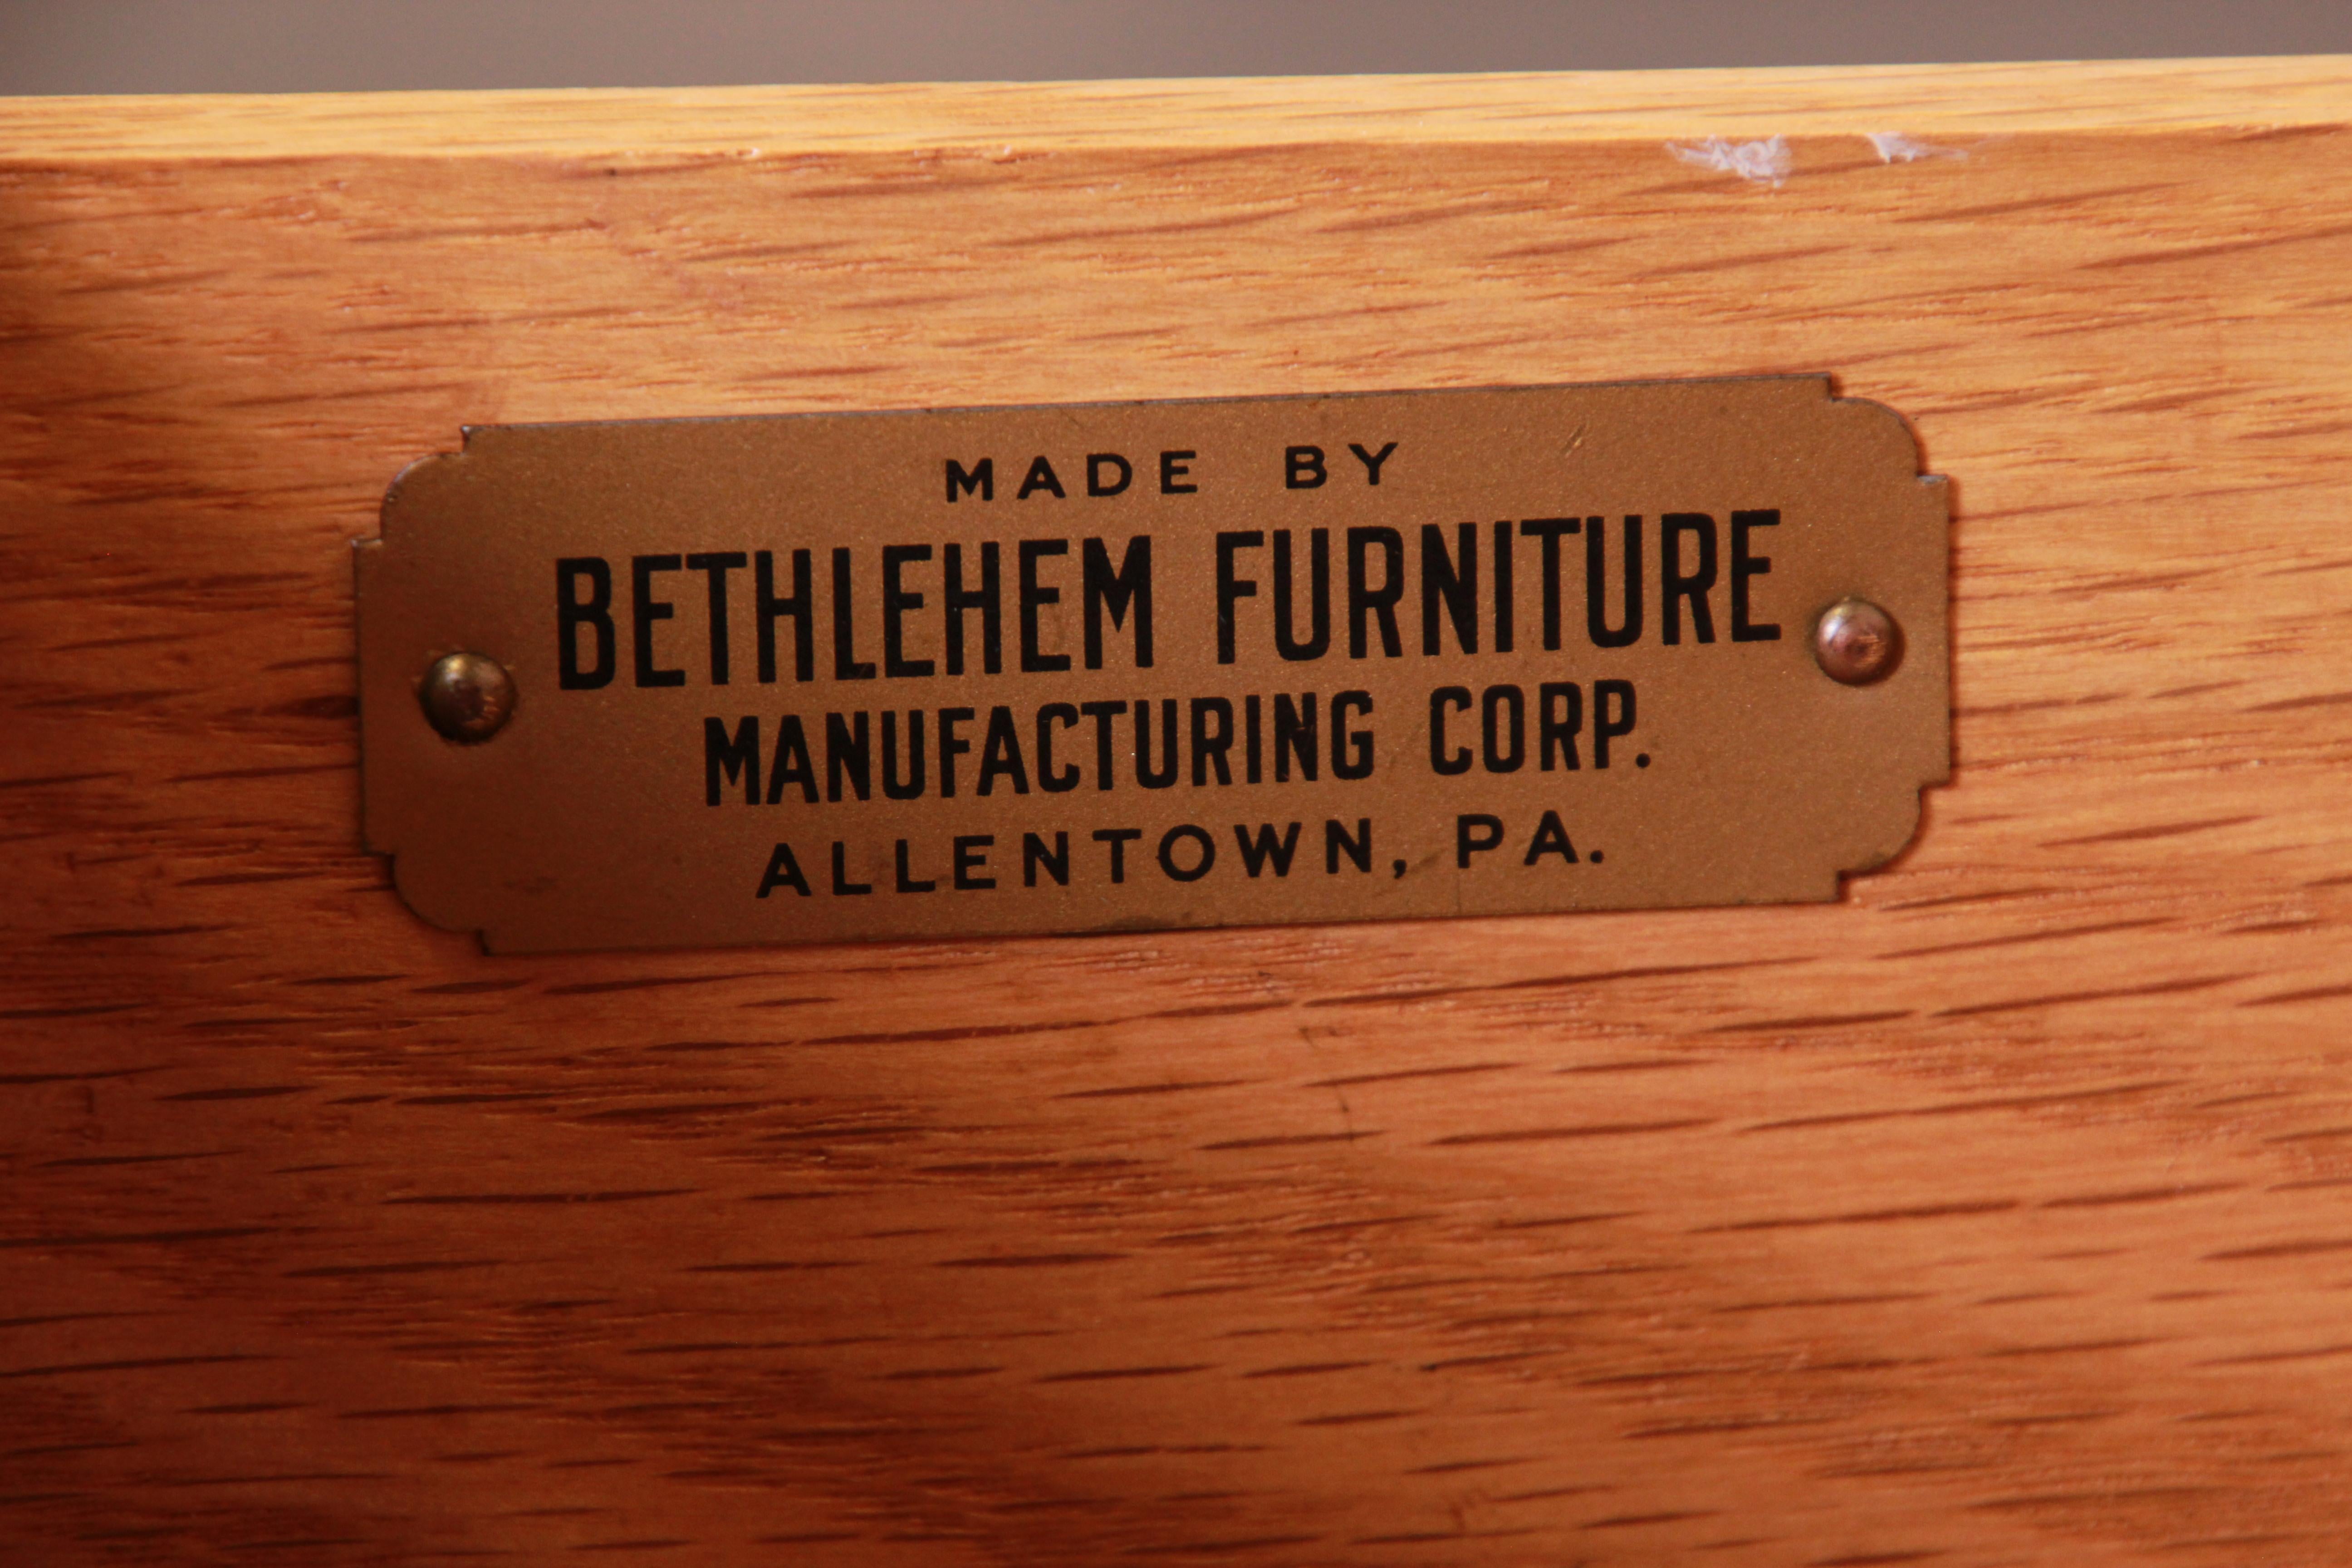 MADE BY
BETHLEHEM FURNITURE
MANUFACTURING CORP.
ALLENTOWN, PA.